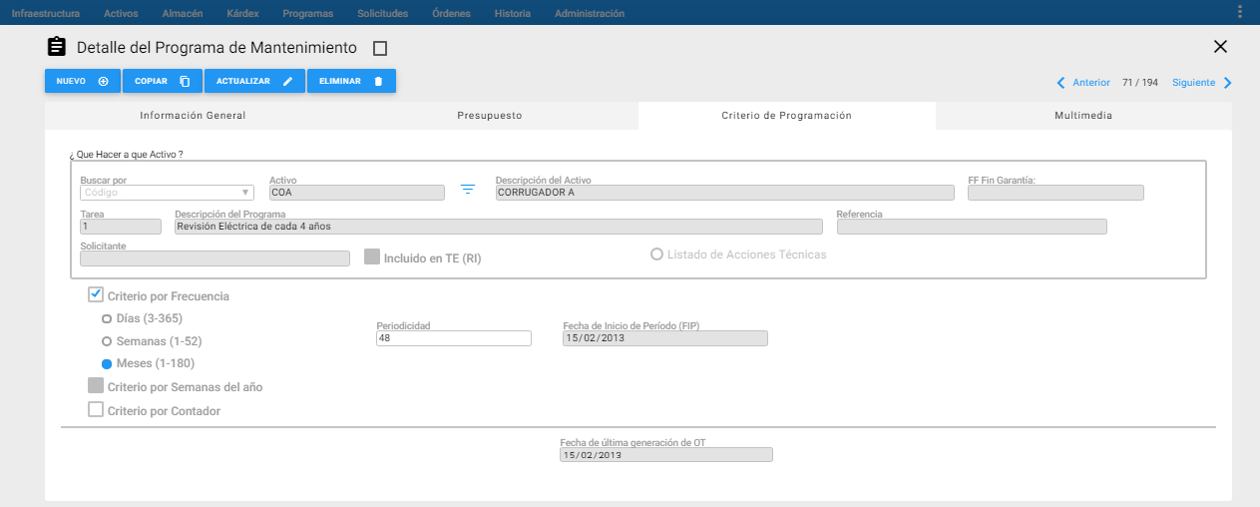 Infraestructura Activos Almacén Kárdex Programas Solicitudes Órdenes Historia Administración
Detalle del Programa de Mantenimiento
NUEVO COPIAR ACTUALIZAR ELIMINAR
Anterior 71 / 194 Siguiente
Información General Presupuesto Criterio de Programación Multimedia
¿ Que Hacer a que Activo ?
Buscar por Activo Descripción del Activo FF Fin Garantía:
Código COA CORRUGADOR A
Tarea Descripción del Programa Referencia
1 Revisión Eléctrica de cada 4 años
Solicitante
Incluido en TE (RI) Listado de Acciones Técnicas
Criterio por Frecuencia
Días (3-365)
Periodicidad Fecha de Inicio de Período (FIP)
48 15/02/2013
Semanas (1-52)
Meses (1-180)
Criterio por Semanas del año
Criterio por Contador
Fecha de última generación de OT
15/02/2013